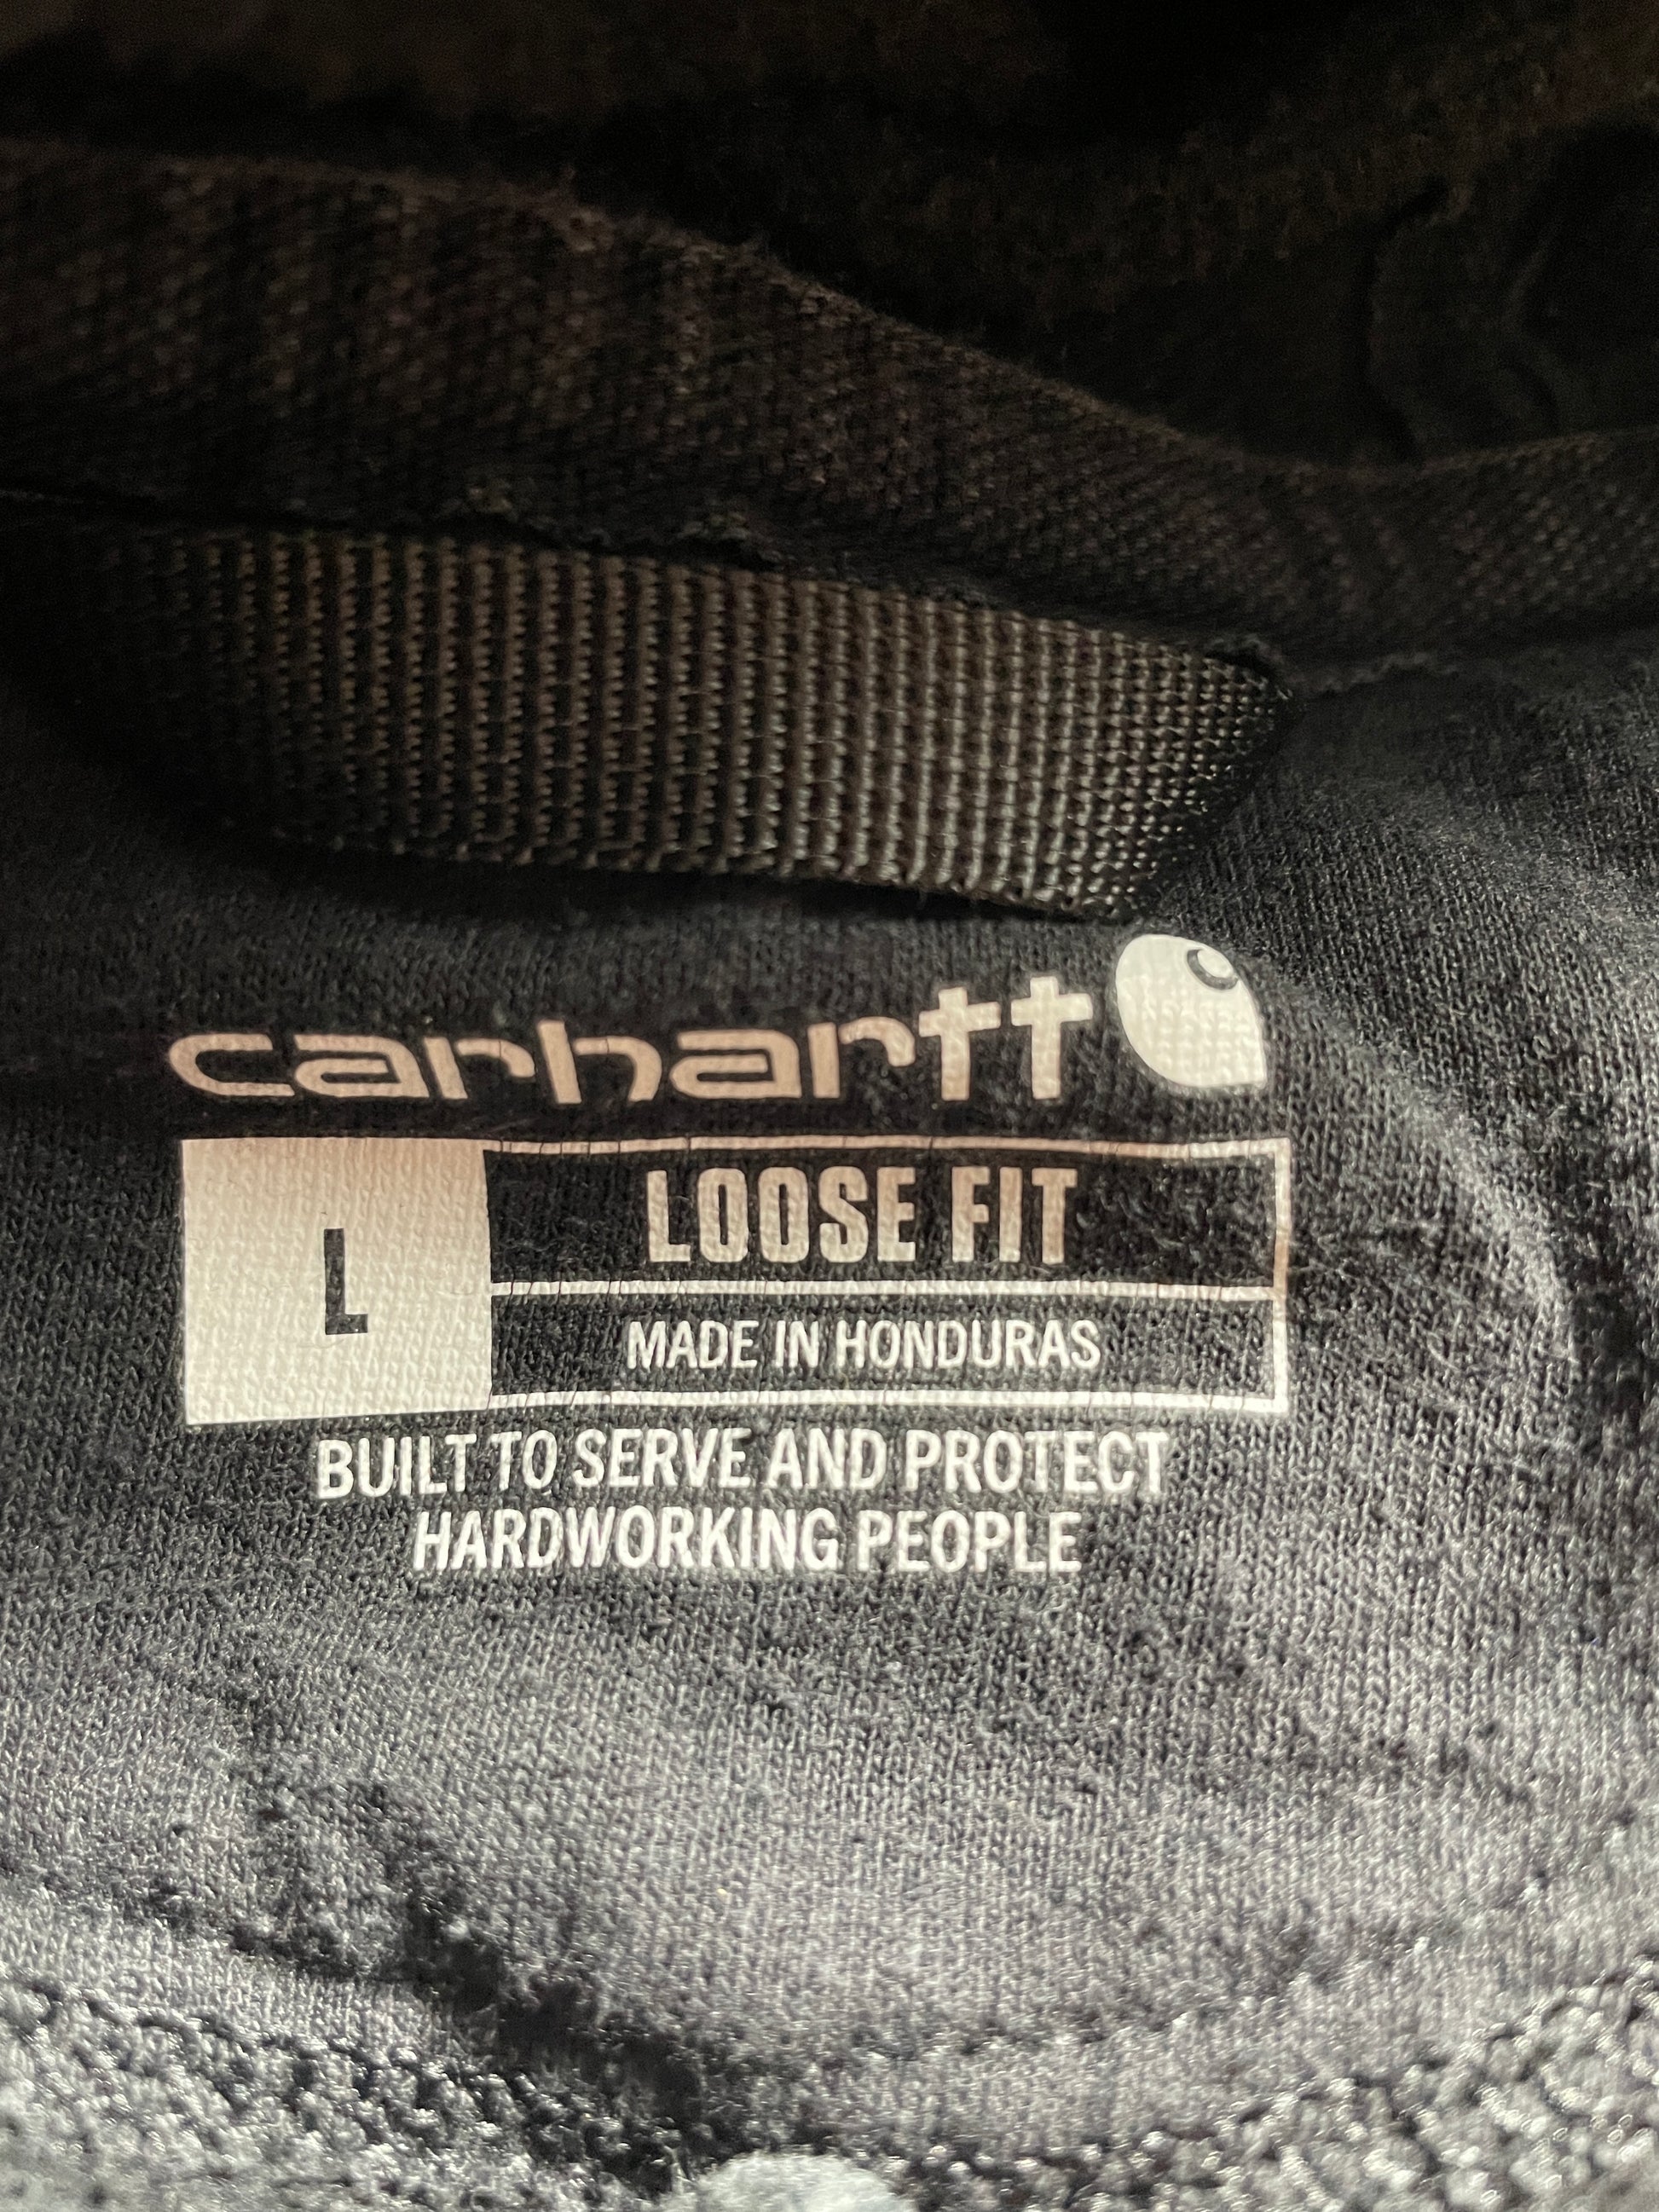 carhartt
L
LOOSE FIT
MADE IN HONDURAS
BUILT TO SERVE AND PROTECT
HARDWORKING PEOPLE